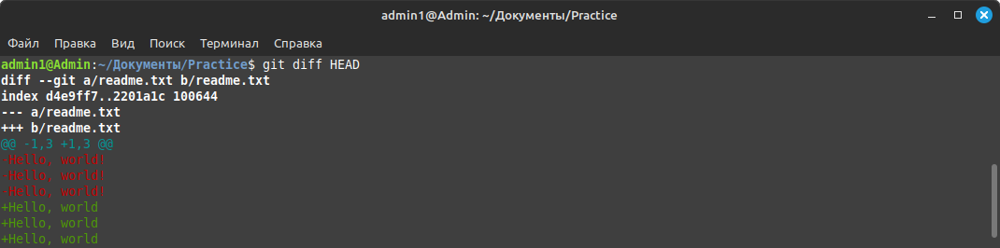 admin1@Admin: ~/Документы/Practice
Файл Правка Вид Поиск Терминал Справка
admin1@Admin:~/Документы/Practice$ git diff HEAD
diff --git a/readme.txt b/readme.txt
index d4e9ff7..2201a1c 100644
--- a/readme.txt
+++ b/readme.txt
@@ -1,3 +1,3 @@
-Hello, world!
-Hello, world!
-Hello, world!
+Hello, world
+Hello, world
+Hello, world